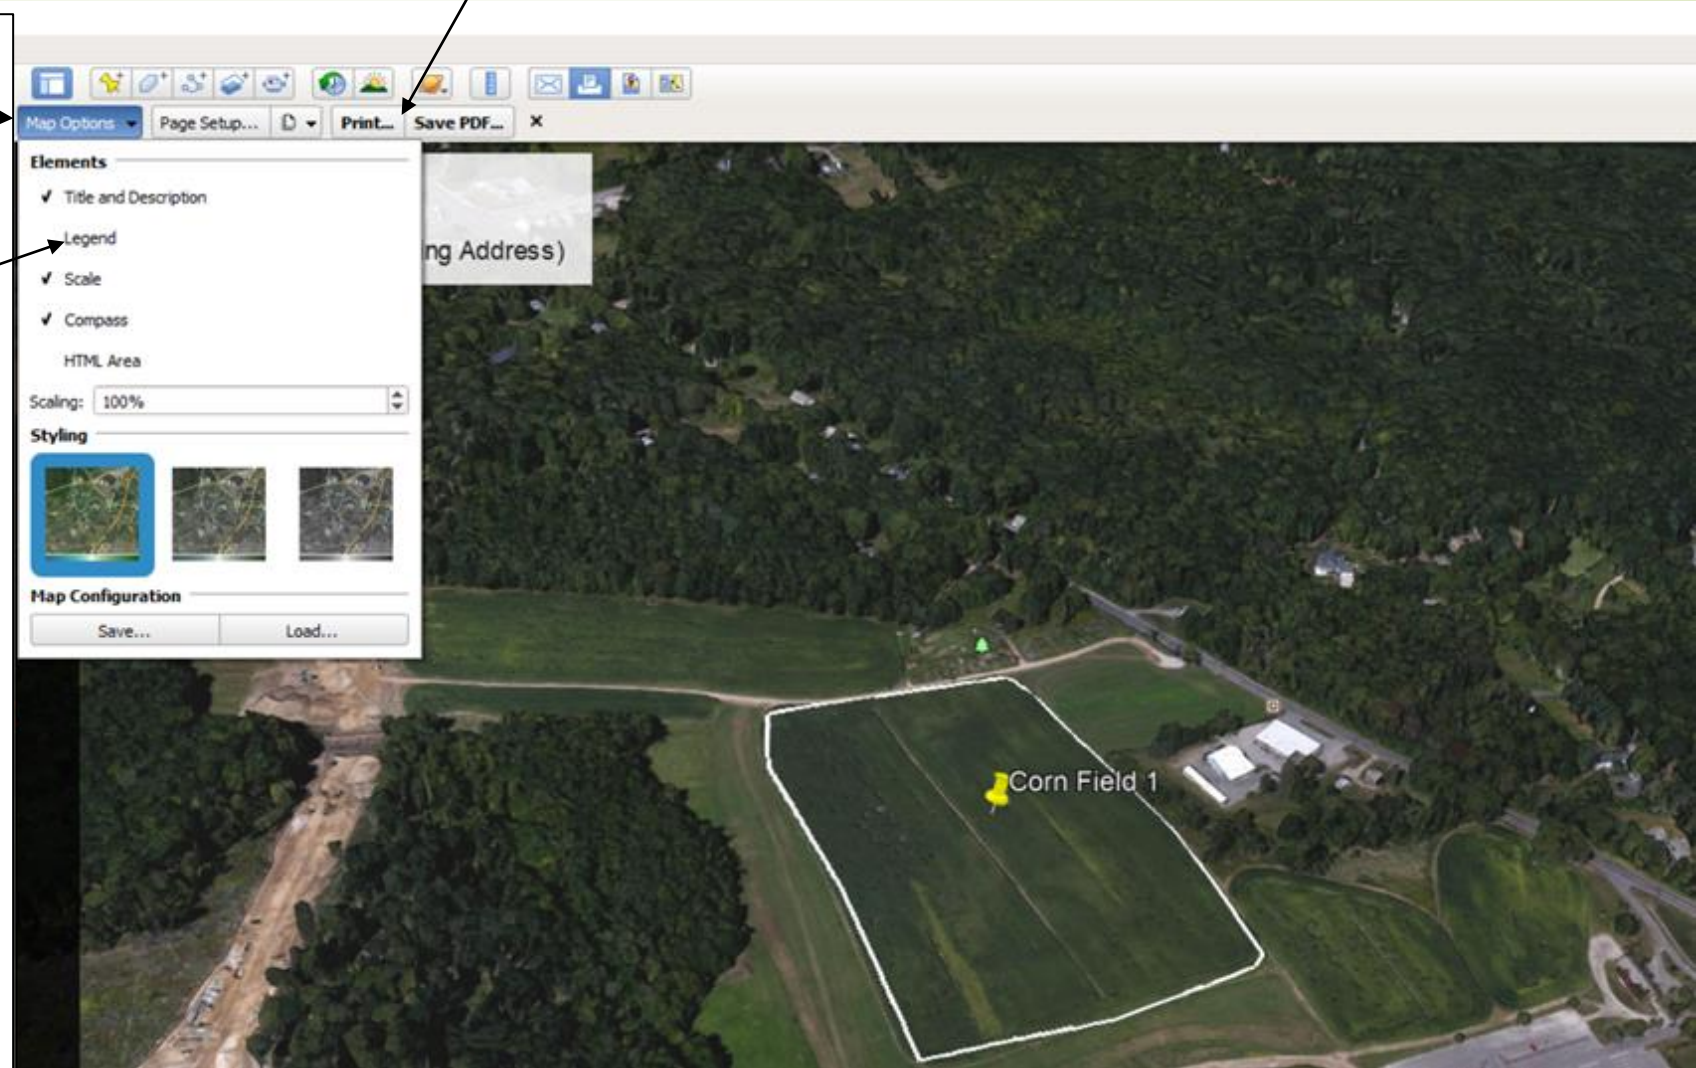 Map Options Page Setup... Print... Save PDF...
Elements
Title and Description
Legend
Scale
Compass
HTML Area
Scaling: 100%
Styling
Map Configuration
Save... Load...
ng Address)
Corn Field 1